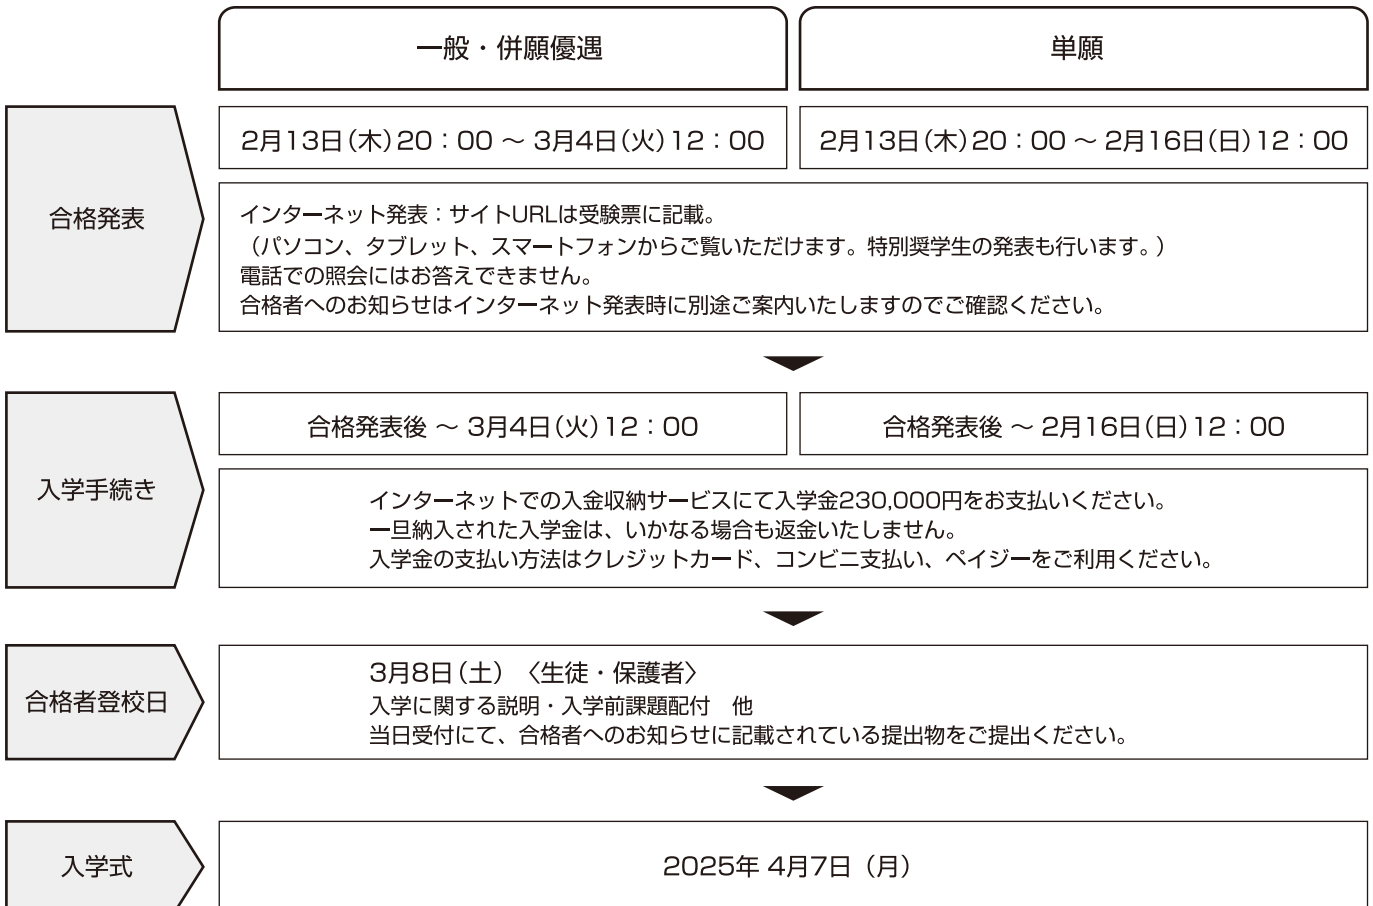 一般・併願優遇
単願
合格発表
2月13日(木)20：00 ～ 3月4日(火)12：00
2月13日(木)20：00 ～ 2月16日(日)12：00
インターネット発表：サイトURLは受験票に記載。
（パソコン、タブレット、スマートフォンからご覧いただけます。特別奨学生の発表も行います。）
電話での照会にはお答えできません。
合格者へのお知らせはインターネット発表時に別途ご案内いたしますのでご確認ください。
入学手続き
合格発表後 ～ 3月4日(火)12：00
合格発表後 ～ 2月16日(日)12：00
インターネットでの入金収納サービスにて入学金230,000円をお支払いください。
一旦納入された入学金は、いかなる場合も返金いたしません。
入学金の支払い方法はクレジットカード、コンビニ支払い、ペイジーをご利用ください。
合格者登校日
3月8日(土)〈生徒・保護者〉
入学に関する説明・入学前課題配付　他
当日受付にて、合格者へのお知らせに記載されている提出物をご提出ください。
入学式
2025年 4月7日（月）